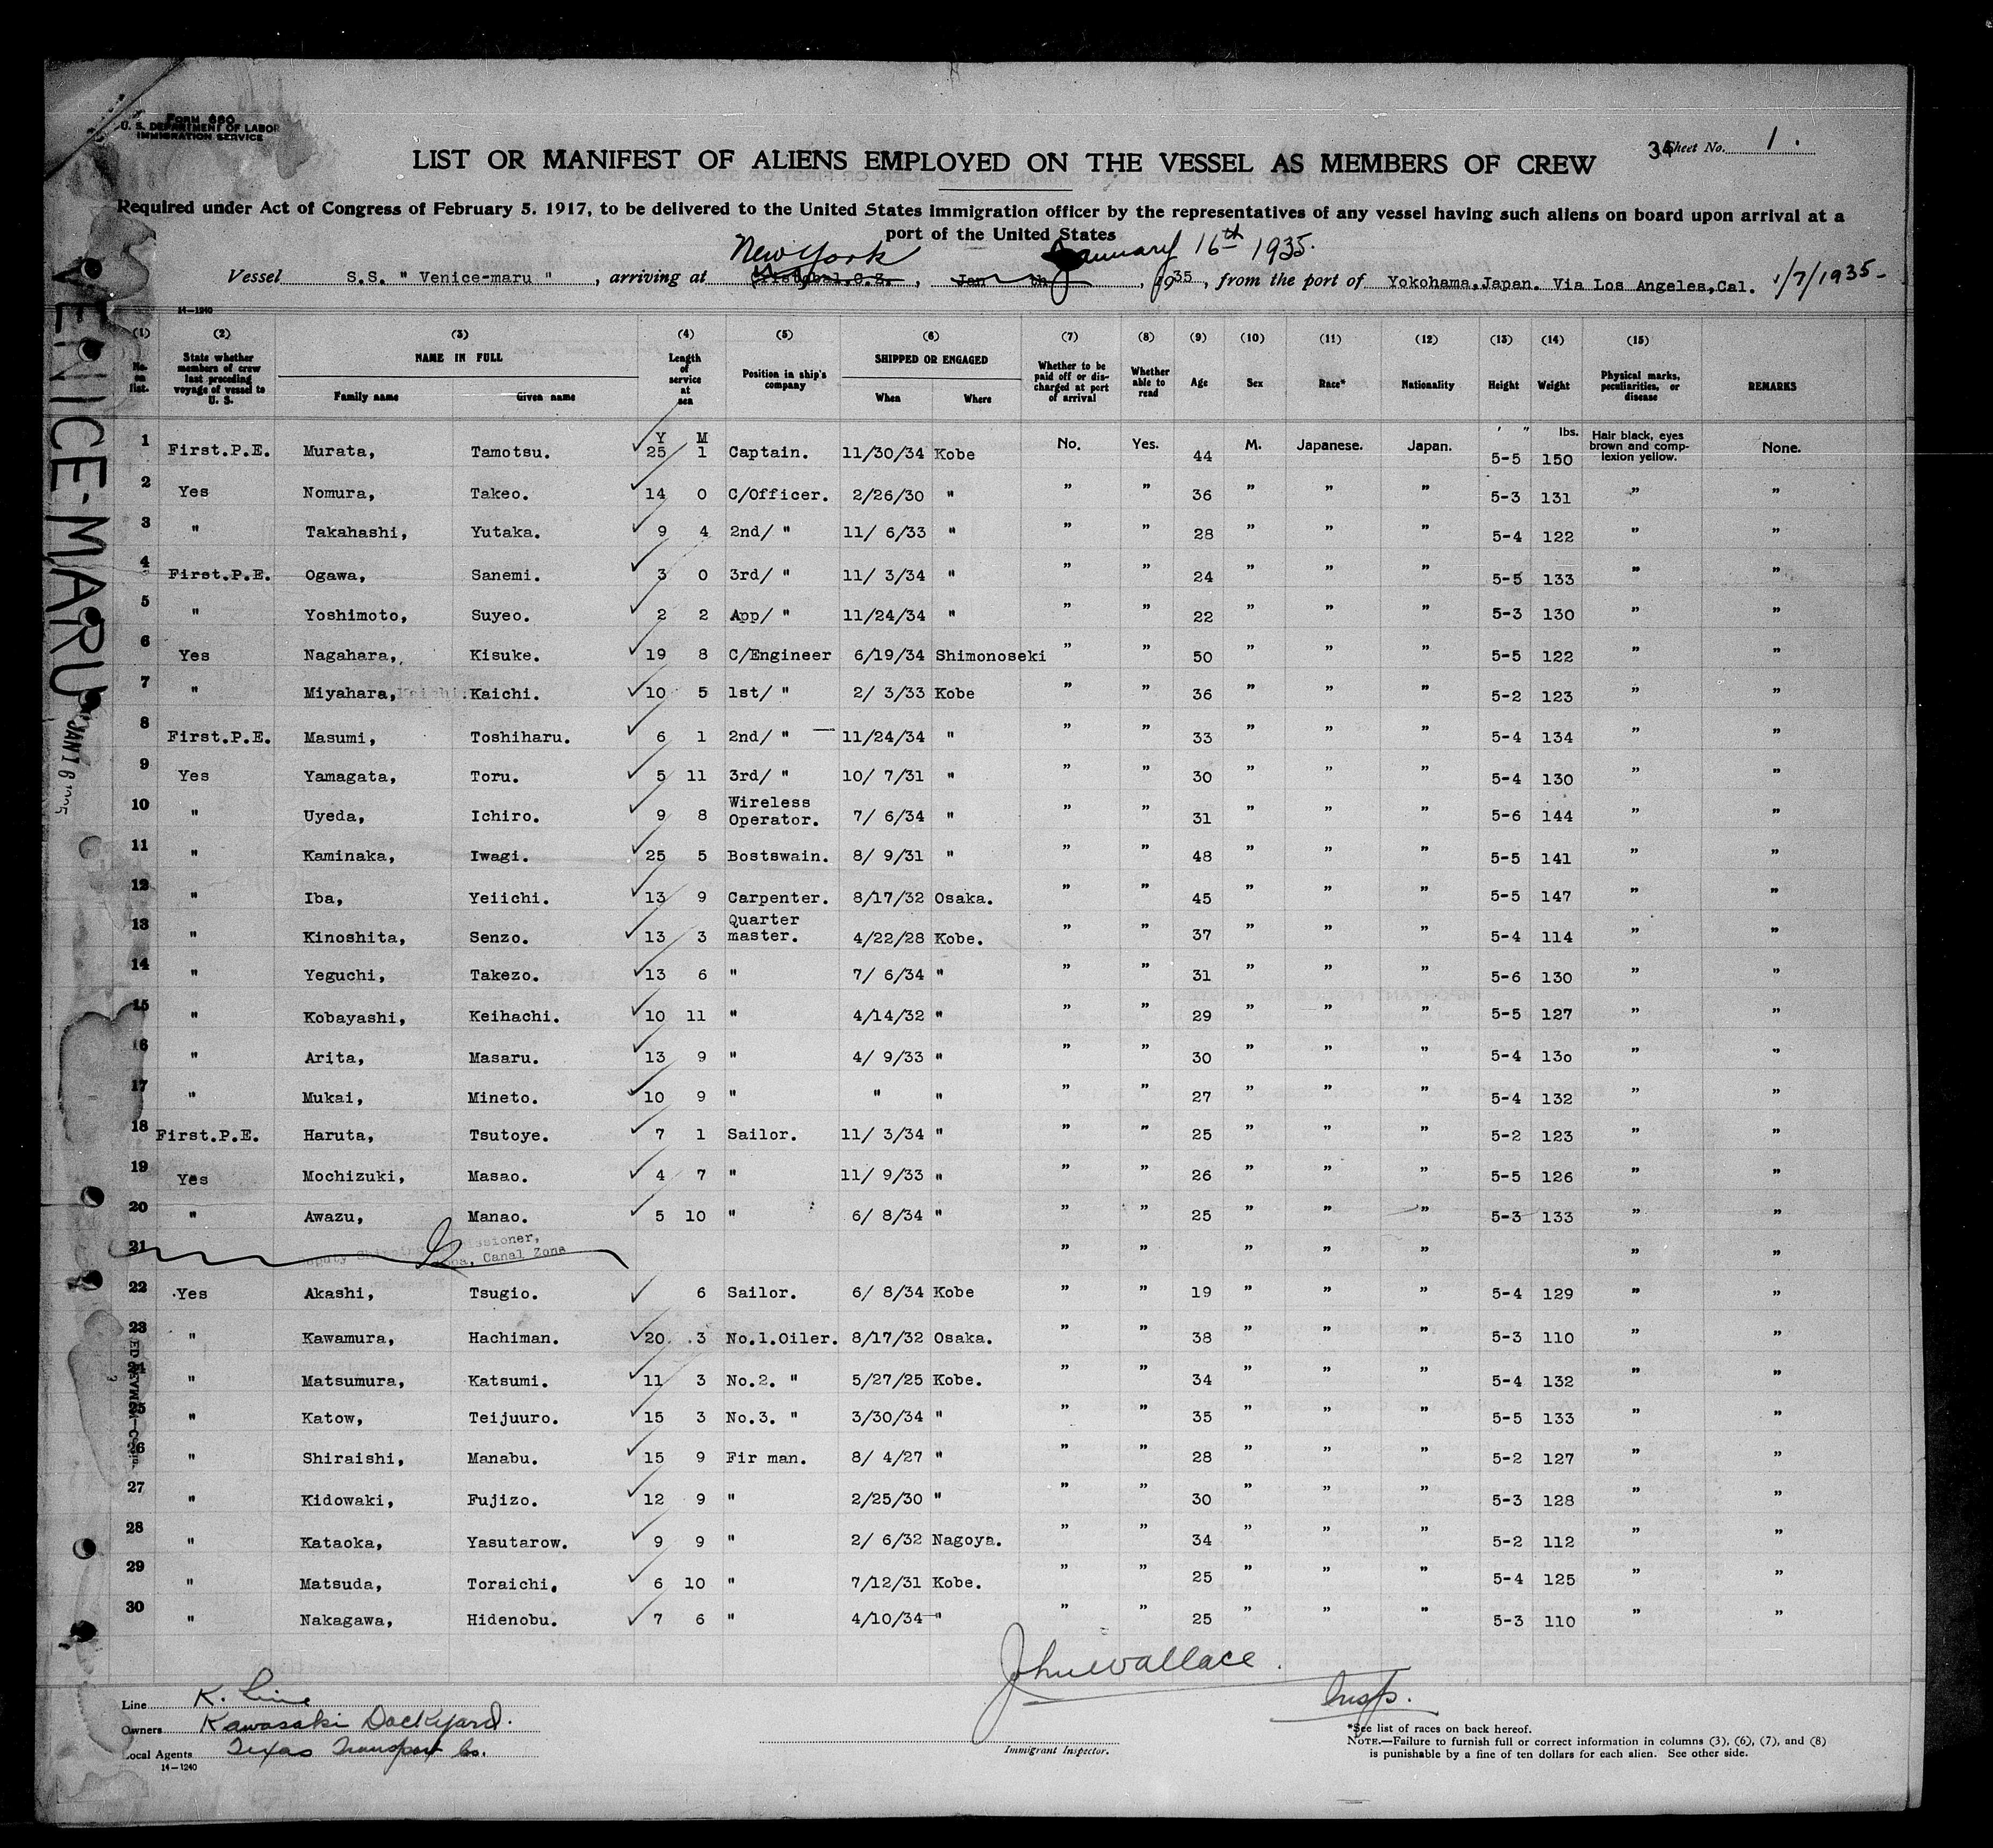 FORM 680
U. S. DEPARTMENT OF LABOR
IMMIGRATION SERVICE
34 Sheet No. 1.
LIST OR MANIFEST OF ALIENS EMPLOYED ON THE VESSEL AS MEMBERS OF CREW
Required under Act of Congress of February 5. 1917, to be delivered to the United States immigration officer by the representatives of any vessel having such aliens on board upon arrival at a
port of the United States
New York January 16th 1935.
Vessel S.S. " Venice-maru " , arriving at Cristobal.C.Z. , Jan th , 1935 , from the port of Yokohama,Japan. Via Los Angeles,Cal. 1/7/1935-
14-1240
(1) (2) (3) (4) (5) (6) (7) (8) (9) (10) (11) (12) (13) (14) (15)
No. on list. State whether members of crew last preceding voyage of vessel to U. S. NAME IN FULL Family name Given name Length of service at sea Position in ship's company SHIPPED OR ENGAGED When Where Whether to be paid off or discharged at port of arrival Whether able to read Age Sex Race* Nationality Height Weight Physical marks, peculiarities, or disease REMARKS
Y M ' " lbs.
1 First.P.E. Murata, Tamotsu. 25 1 Captain. 11/30/34 Kobe No. Yes. 44 M. Japanese. Japan. 5-5 150 Hair black, eyes brown and complexion yellow. None.
2 Yes Nomura, Takeo. 14 0 C/Officer. 2/26/30 " " " 36 " " " 5-3 131 " "
3 " Takahashi, Yutaka. 9 4 2nd/ " 11/ 6/33 " " " 28 " " " 5-4 122 " "
4 First.P.E. Ogawa, Sanemi. 3 0 3rd/ " 11/ 3/34 " " " 24 " " " 5-5 133 " "
5 " Yoshimoto, Suyeo. 2 2 App/ " 11/24/34 " " " 22 " " " 5-3 130 " "
6 Yes Nagahara, Kisuke. 19 8 C/Engineer 6/19/34 Shimonoseki " " 50 " " " 5-5 122 " "
7 " Miyahara, Kaichi. 10 5 1st/ " 2/ 3/33 Kobe " " 36 " " " 5-2 123 " "
8 First.P.E. Masumi, Toshiharu. 6 1 2nd/ " 11/24/34 " " " 33 " " " 5-4 134 " "
9 Yes Yamagata, Toru. 5 11 3rd/ " 10/ 7/31 " " " 30 " " " 5-4 130 " "
10 " Uyeda, Ichiro. 9 8 Wireless Operator. 7/ 6/34 " " " 31 " " " 5-6 144 " "
11 " Kaminaka, Iwagi. 25 5 Bostswain. 8/ 9/31 " " " 48 " " " 5-5 141 " "
12 " Iba, Yeiichi. 13 9 Carpenter. 8/17/32 Osaka. " " 45 " " " 5-5 147 " "
13 " Kinoshita, Senzo. 13 3 Quarter master. 4/22/28 Kobe. " " 37 " " " 5-4 114 " "
14 " Yeguchi, Takezo. 13 6 " 7/ 6/34 " " " 31 " " " 5-6 130 " "
15 " Kobayashi, Keihachi. 10 11 " 4/14/32 " " " 29 " " " 5-5 127 " "
16 " Arita, Masaru. 13 9 " 4/ 9/33 " " " 30 " " " 5-4 13o " "
17 " Mukai, Mineto. 10 9 " " " " " 27 " " " 5-4 132 " "
18 First.P.E. Haruta, Tsutoye. 7 1 Sailor. 11/ 3/34 " " " 25 " " " 5-2 123 " "
19 Yes Mochizuki, Masao. 4 7 " 11/ 9/33 " " " 26 " " " 5-5 126 " "
20 " Awazu, Manao. 5 10 " 6/ 8/34 " " " 25 " " " 5-3 133 " "
21 " " " " " " "
Canal Zone
22 Yes Akashi, Tsugio. 6 Sailor. 6/ 8/34 Kobe " " 19 " " " 5-4 129 " "
23 " Kawamura, Hachiman. 20 3 No.1.Oiler. 8/17/32 Osaka. " " 38 " " " 5-3 110 " "
24 " Matsumura, Katsumi. 11 3 No.2. " 5/27/25 Kobe. " " 34 " " " 5-4 132 " "
25 " Katow, Teijuuro. 15 3 No.3. " 3/30/34 " " " 35 " " " 5-5 133 " "
26 " Shiraishi, Manabu. 15 9 Fir man. 8/ 4/27 " " " 28 " " " 5-2 127 " "
27 " Kidowaki, Fujizo. 12 9 " 2/25/30 " " " 30 " " " 5-3 128 " "
28 " Kataoka, Yasutarow. 9 9 " 2/ 6/32 Nagoya. " " 34 " " " 5-2 112 " "
29 " Matsuda, Toraichi. 6 10 " 7/12/31 Kobe. " " 25 " " " 5-4 125 " "
30 " Nakagawa, Hidenobu. 7 6 " 4/10/34 " " " 25 " " " 5-3 110 " "
John Wallace.
Insp.
Immigrant Inspector.
Line K. Line
Owners Kawasaki Dockyard.
Local Agents Texas Transport Co.
14-1240
*See list of races on back hereof.
NOTE.—Failure to furnish full or correct information in columns (3), (6), (7), and (8)
is punishable by a fine of ten dollars for each alien. See other side.
VENICE-MARU
JAN 16 1935